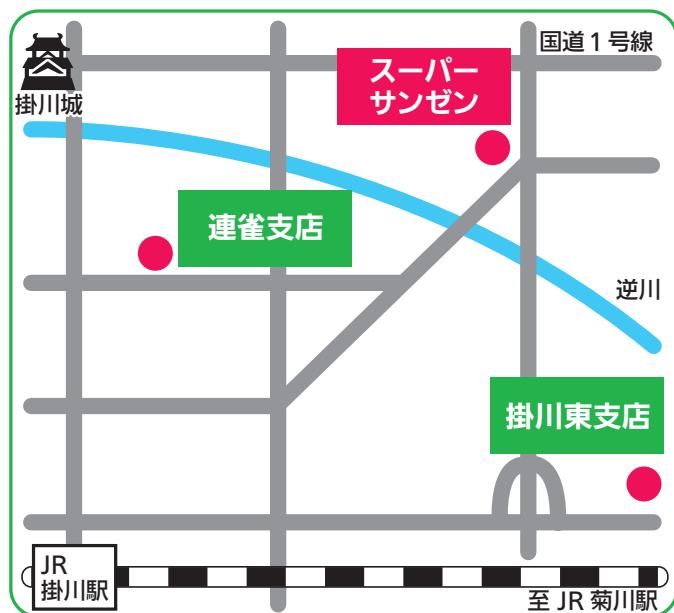 国道1号線
スーパー
サンゼン
掛川城
連雀支店
逆川
掛川東支店
JR
掛川駅
至 JR 菊川駅